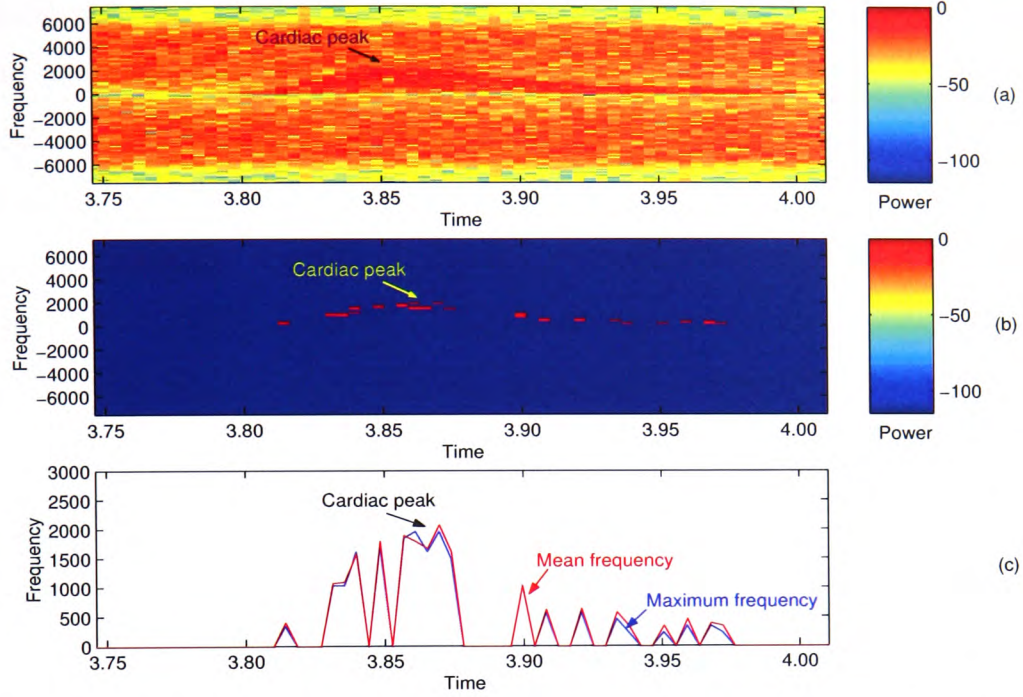 6000
4000
2000
0
−2000
−4000
−6000
Frequency
Cardiac peak
3.75 3.80 3.85 3.90 3.95 4.00
Time
0
−50
−100
Power
(a)
6000
4000
2000
0
−2000
−4000
−6000
Frequency
Cardiac peak
3.75 3.80 3.85 3.90 3.95 4.00
Time
0
−50
−100
Power
(b)
3000
2500
2000
1500
1000
500
0
Frequency
Cardiac peak
Mean frequency
Maximum frequency
3.75 3.80 3.85 3.90 3.95 4.00
Time
(c)